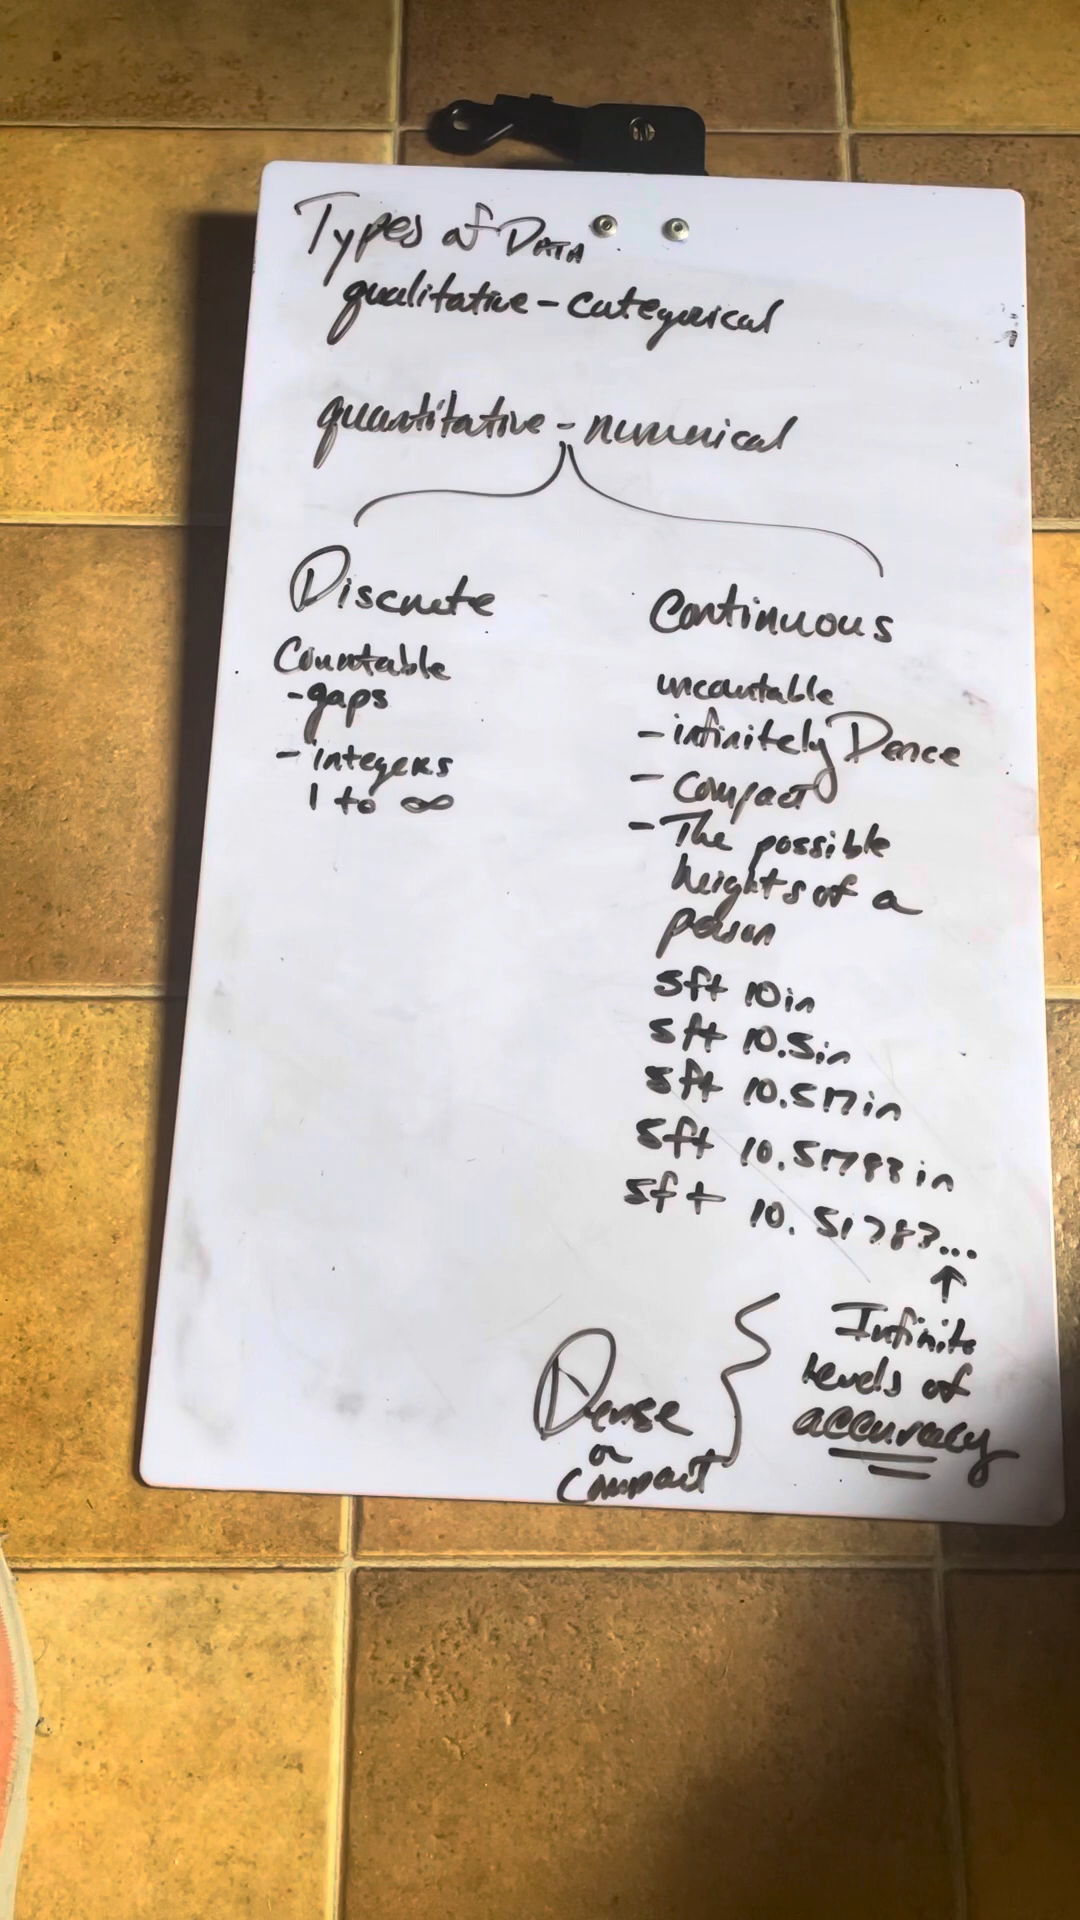 Types of DATA
qualitative - categorical
quantitative - numerical
Discrete
Countable
- gaps
- integers
1 to ∞
Continuous
uncountable
- infinitely Dence
- compact
- The possible
heights of a
person
5ft 10in
5ft 10.5in
5ft 10.517in
5ft 10.51783in
5ft 10.51783...
↑
Infinite
levels of
accuracy
Dense
or
Compact